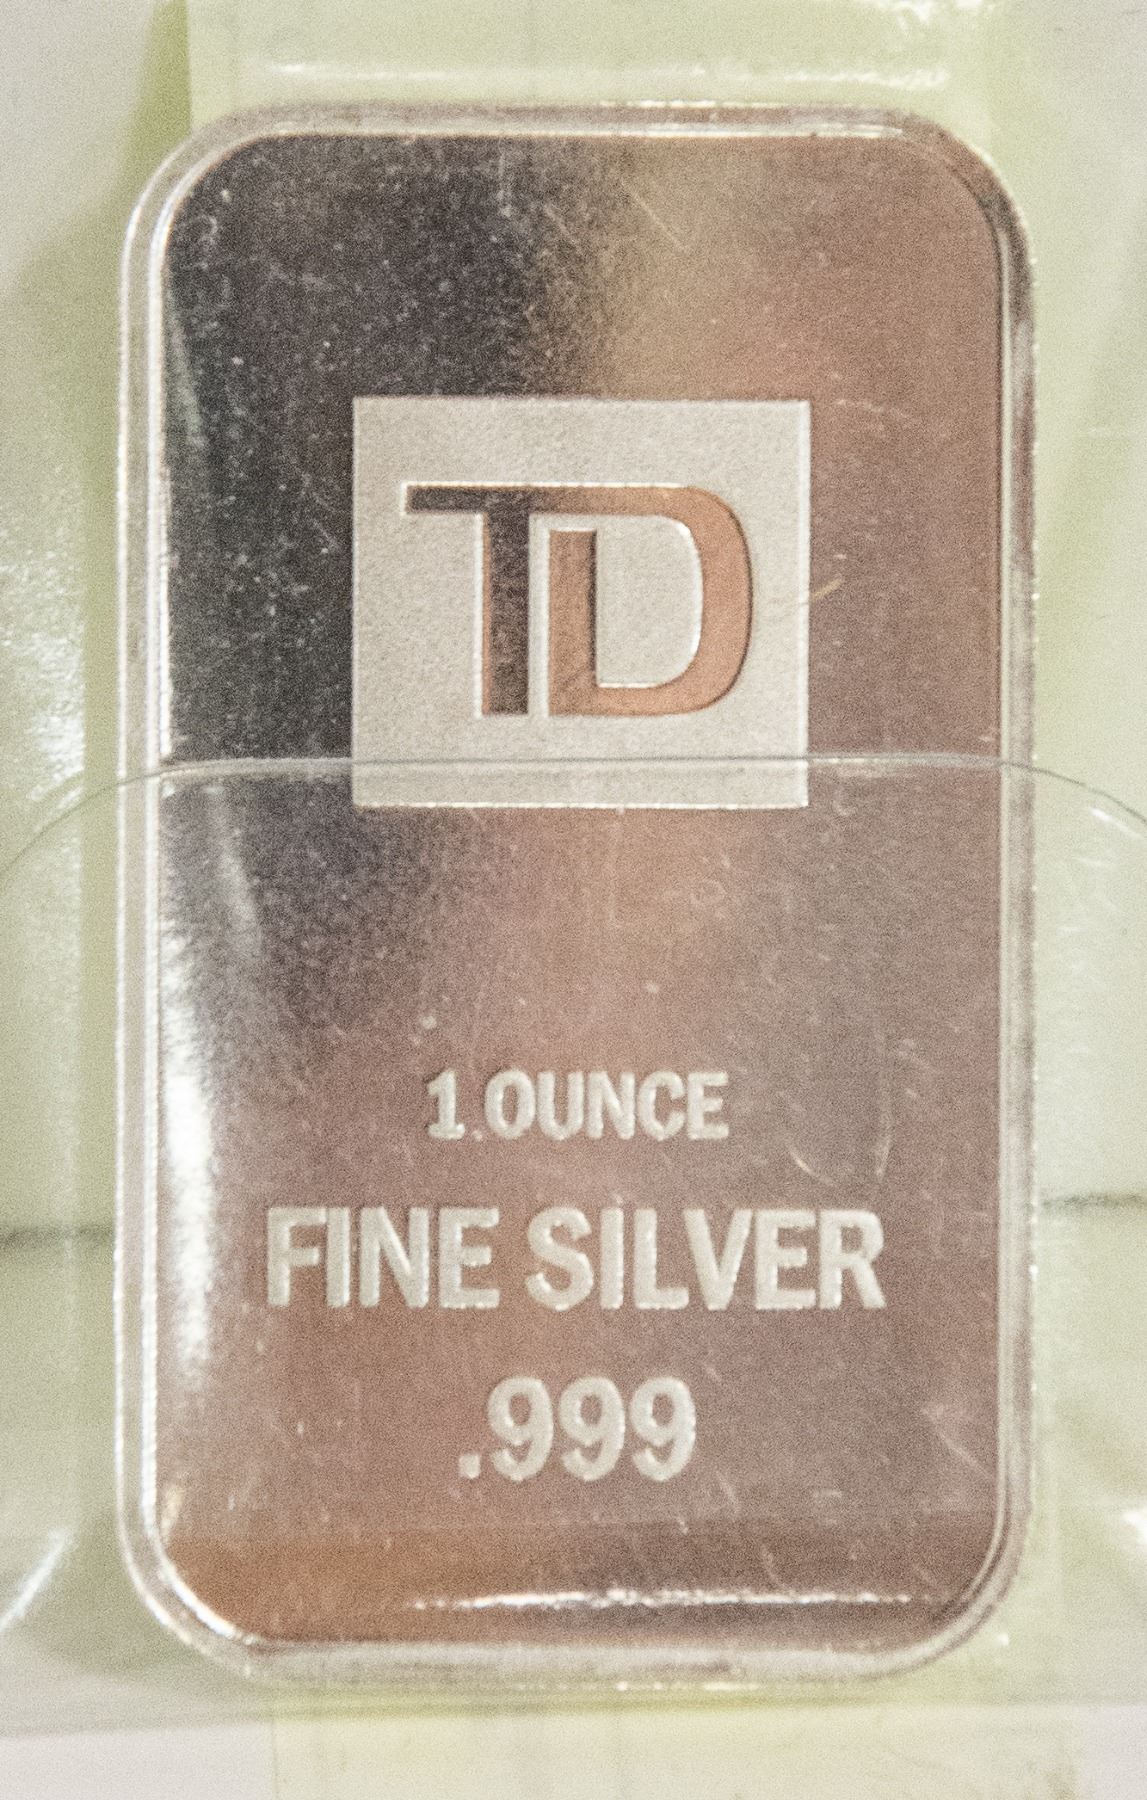 TD
1 OUNCE
FINE SILVER
.999